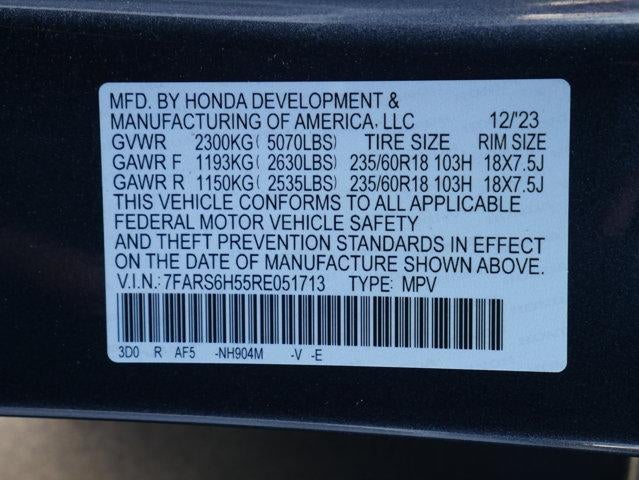 MFD. BY HONDA DEVELOPMENT &
MANUFACTURING OF AMERICA, LLC 12/'23
GVWR 2300KG( 5070LBS) TIRE SIZE RIM SIZE
GAWR F 1193KG( 2630LBS) 235/60R18 103H 18X7.5J
GAWR R 1150KG( 2535LBS) 235/60R18 103H 18X7.5J
THIS VEHICLE CONFORMS TO ALL APPLICABLE
FEDERAL MOTOR VEHICLE SAFETY
AND THEFT PREVENTION STANDARDS IN EFFECT
ON THE DATE OF MANUFACTURE SHOWN ABOVE.
V.I.N.: 7FARS6H55RE051713 TYPE: MPV
3D0 R AF5 -NH904M -V -E